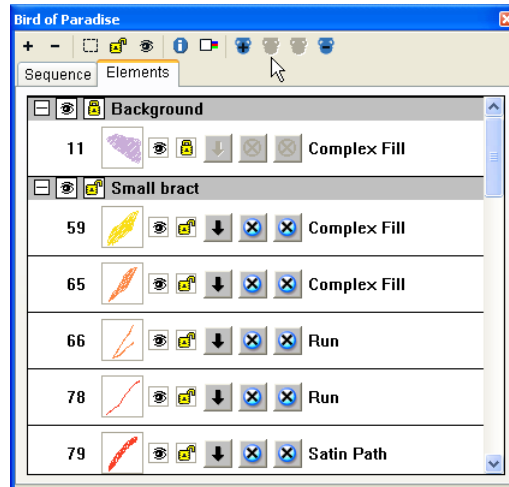 Bird of Paradise
Sequence Elements
Background
11 Complex Fill
Small bract
59 Complex Fill
65 Complex Fill
66 Run
78 Run
79 Satin Path